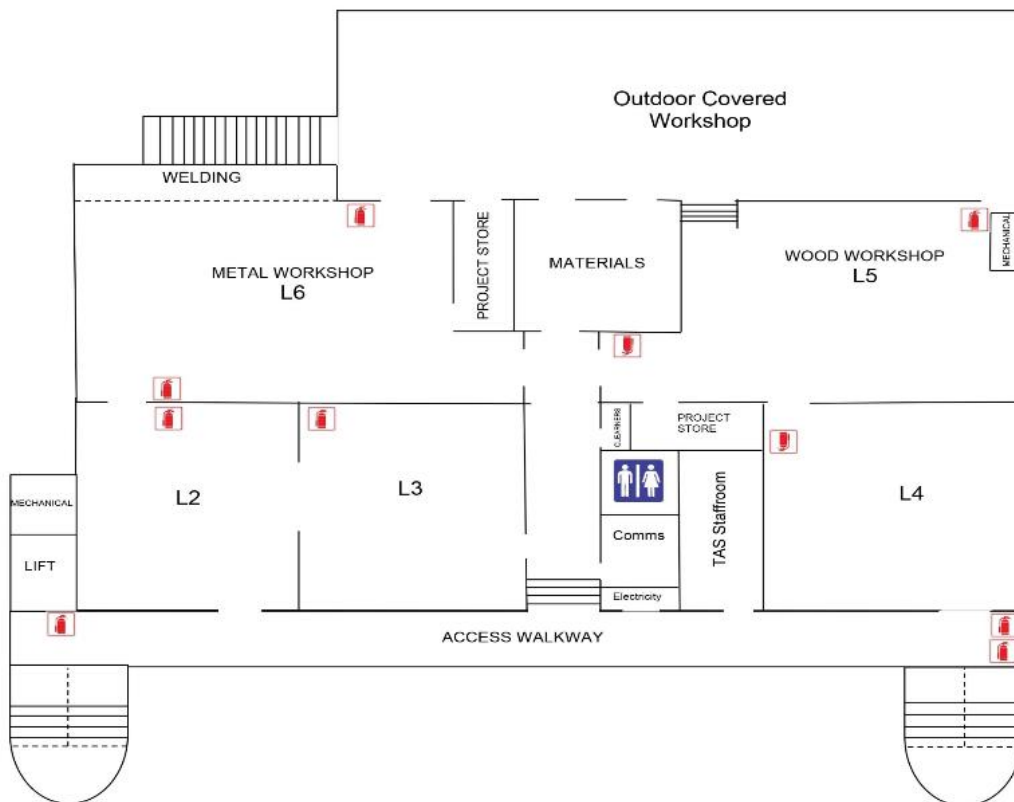 Outdoor Covered
Workshop
WELDING
METAL WORKSHOP
L6
PROJECT STORE
MATERIALS
WOOD WORKSHOP
L5
MECHANICAL
CLEARNERS
PROJECT
STORE
L2
L3
L4
MECHANICAL
LIFT
Comms
TAS Staffroom
Electricity
ACCESS WALKWAY